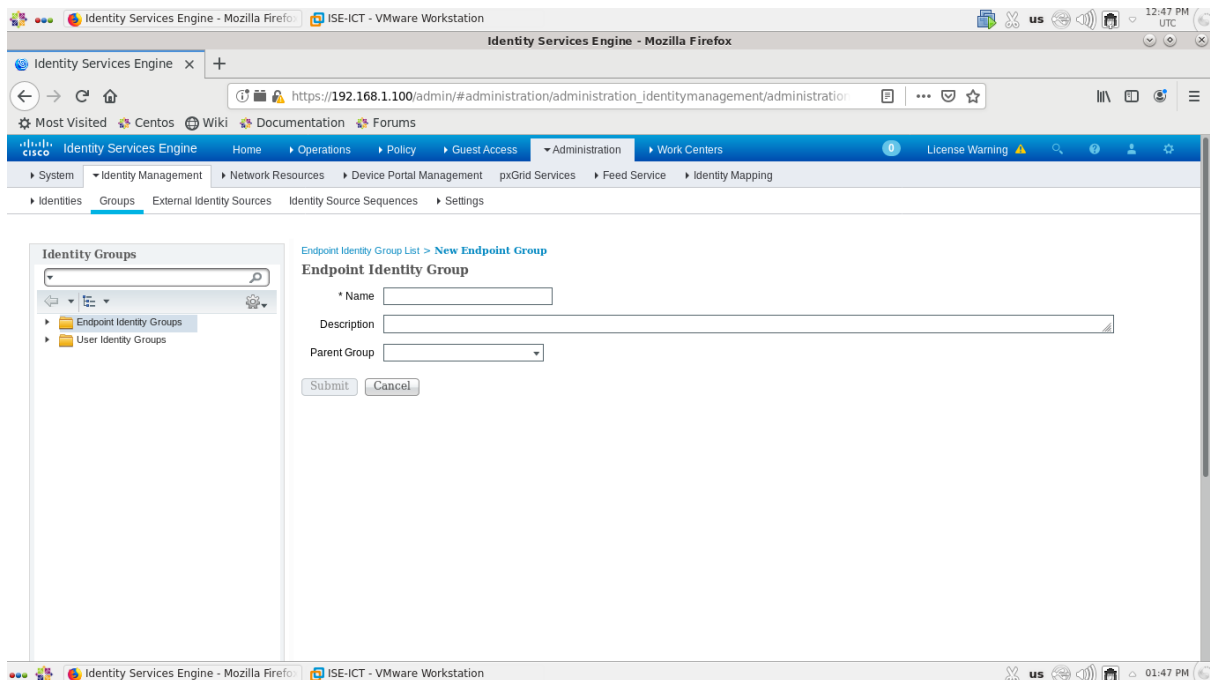 Identity Services Engine - Mozilla Firefo
ISE-ICT - VMware Workstation
us
12:47 PM
UTC
Identity Services Engine - Mozilla Firefox
Identity Services Engine
https://192.168.1.100/admin/#administration/administration_identitymanagement/administration
Most Visited Centos Wiki Documentation Forums
CISCO Identity Services Engine Home Operations Policy Guest Access Administration Work Centers 0 License Warning
System Identity Management Network Resources Device Portal Management pxGrid Services Feed Service Identity Mapping
Identities Groups External Identity Sources Identity Source Sequences Settings
Identity Groups
Endpoint Identity Groups
User Identity Groups
Endpoint Identity Group List > New Endpoint Group
Endpoint Identity Group
* Name
Description
Parent Group
Submit Cancel
Identity Services Engine - Mozilla Firefo
ISE-ICT - VMware Workstation
us
01:47 PM